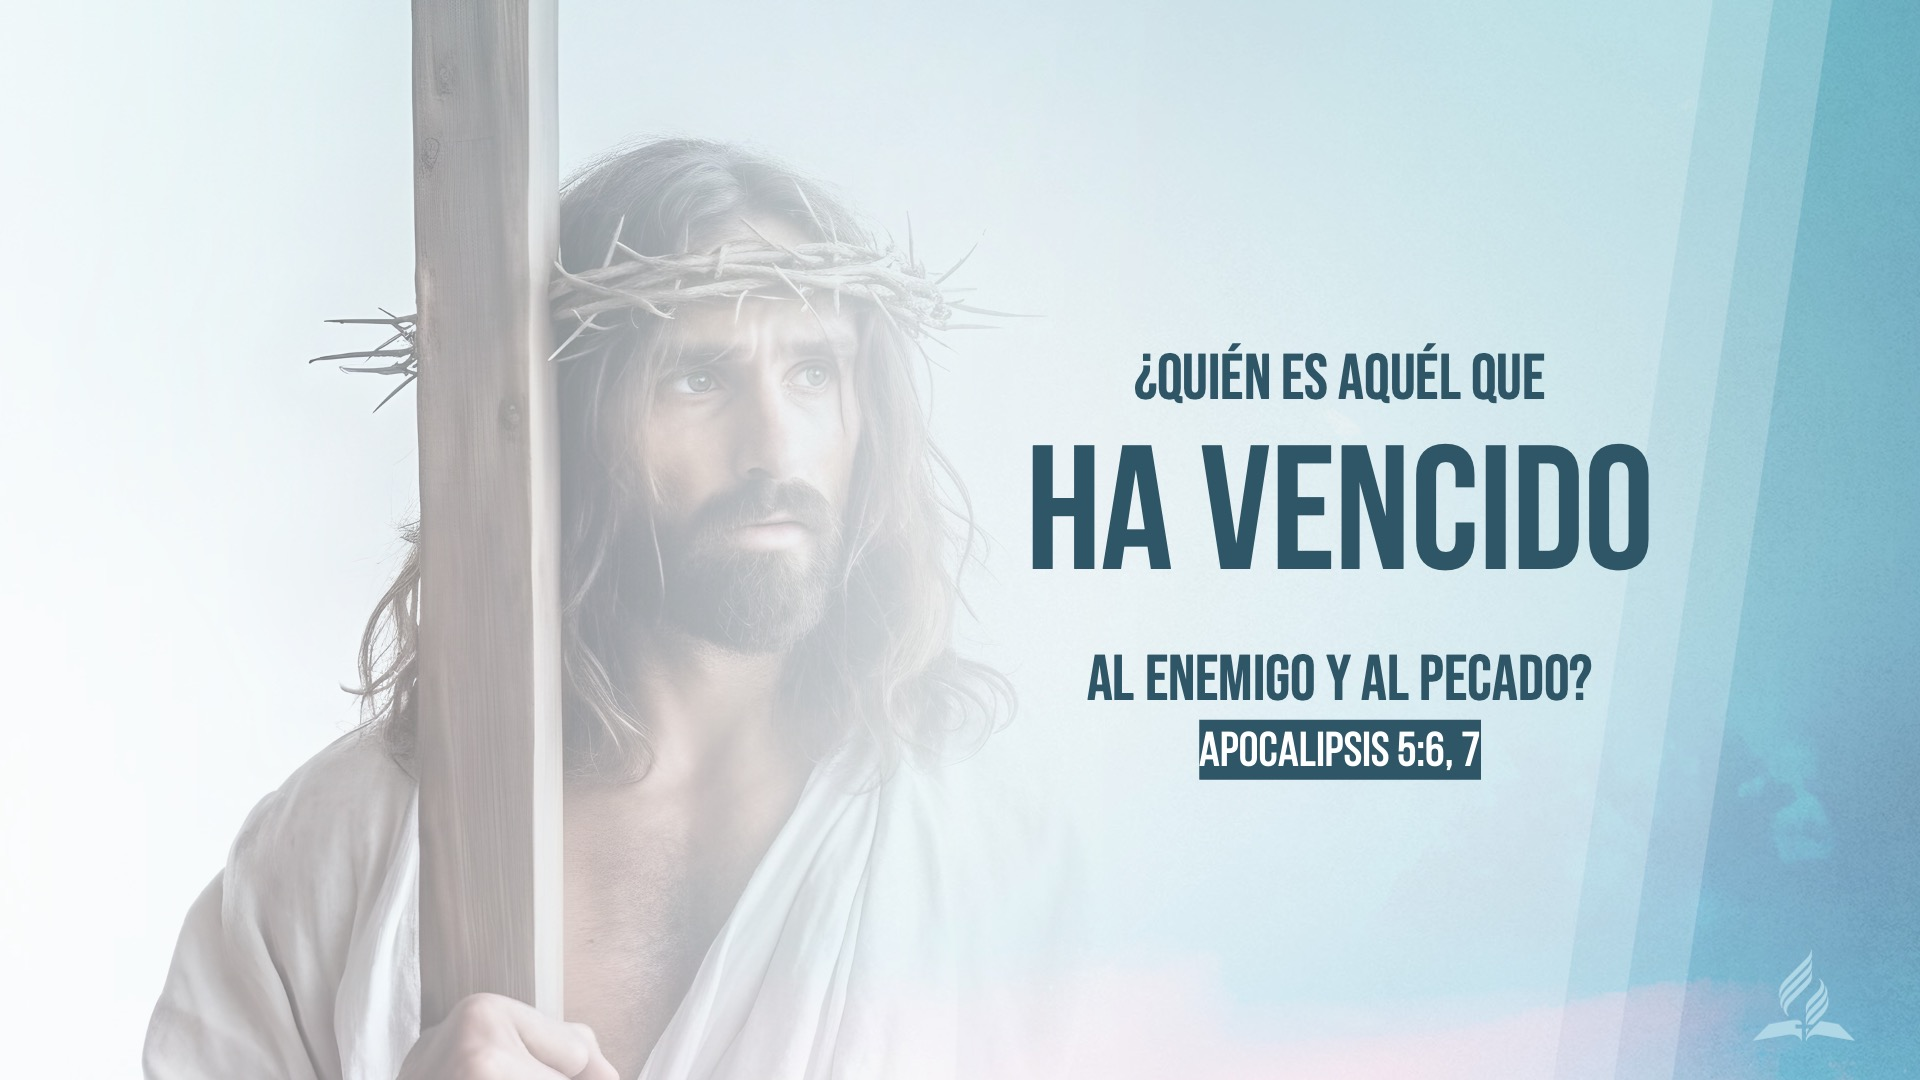 ¿QUIÉN ES AQUÉL QUE
HA VENCIDO
AL ENEMIGO Y AL PECADO?
APOCALIPSIS 5:6, 7